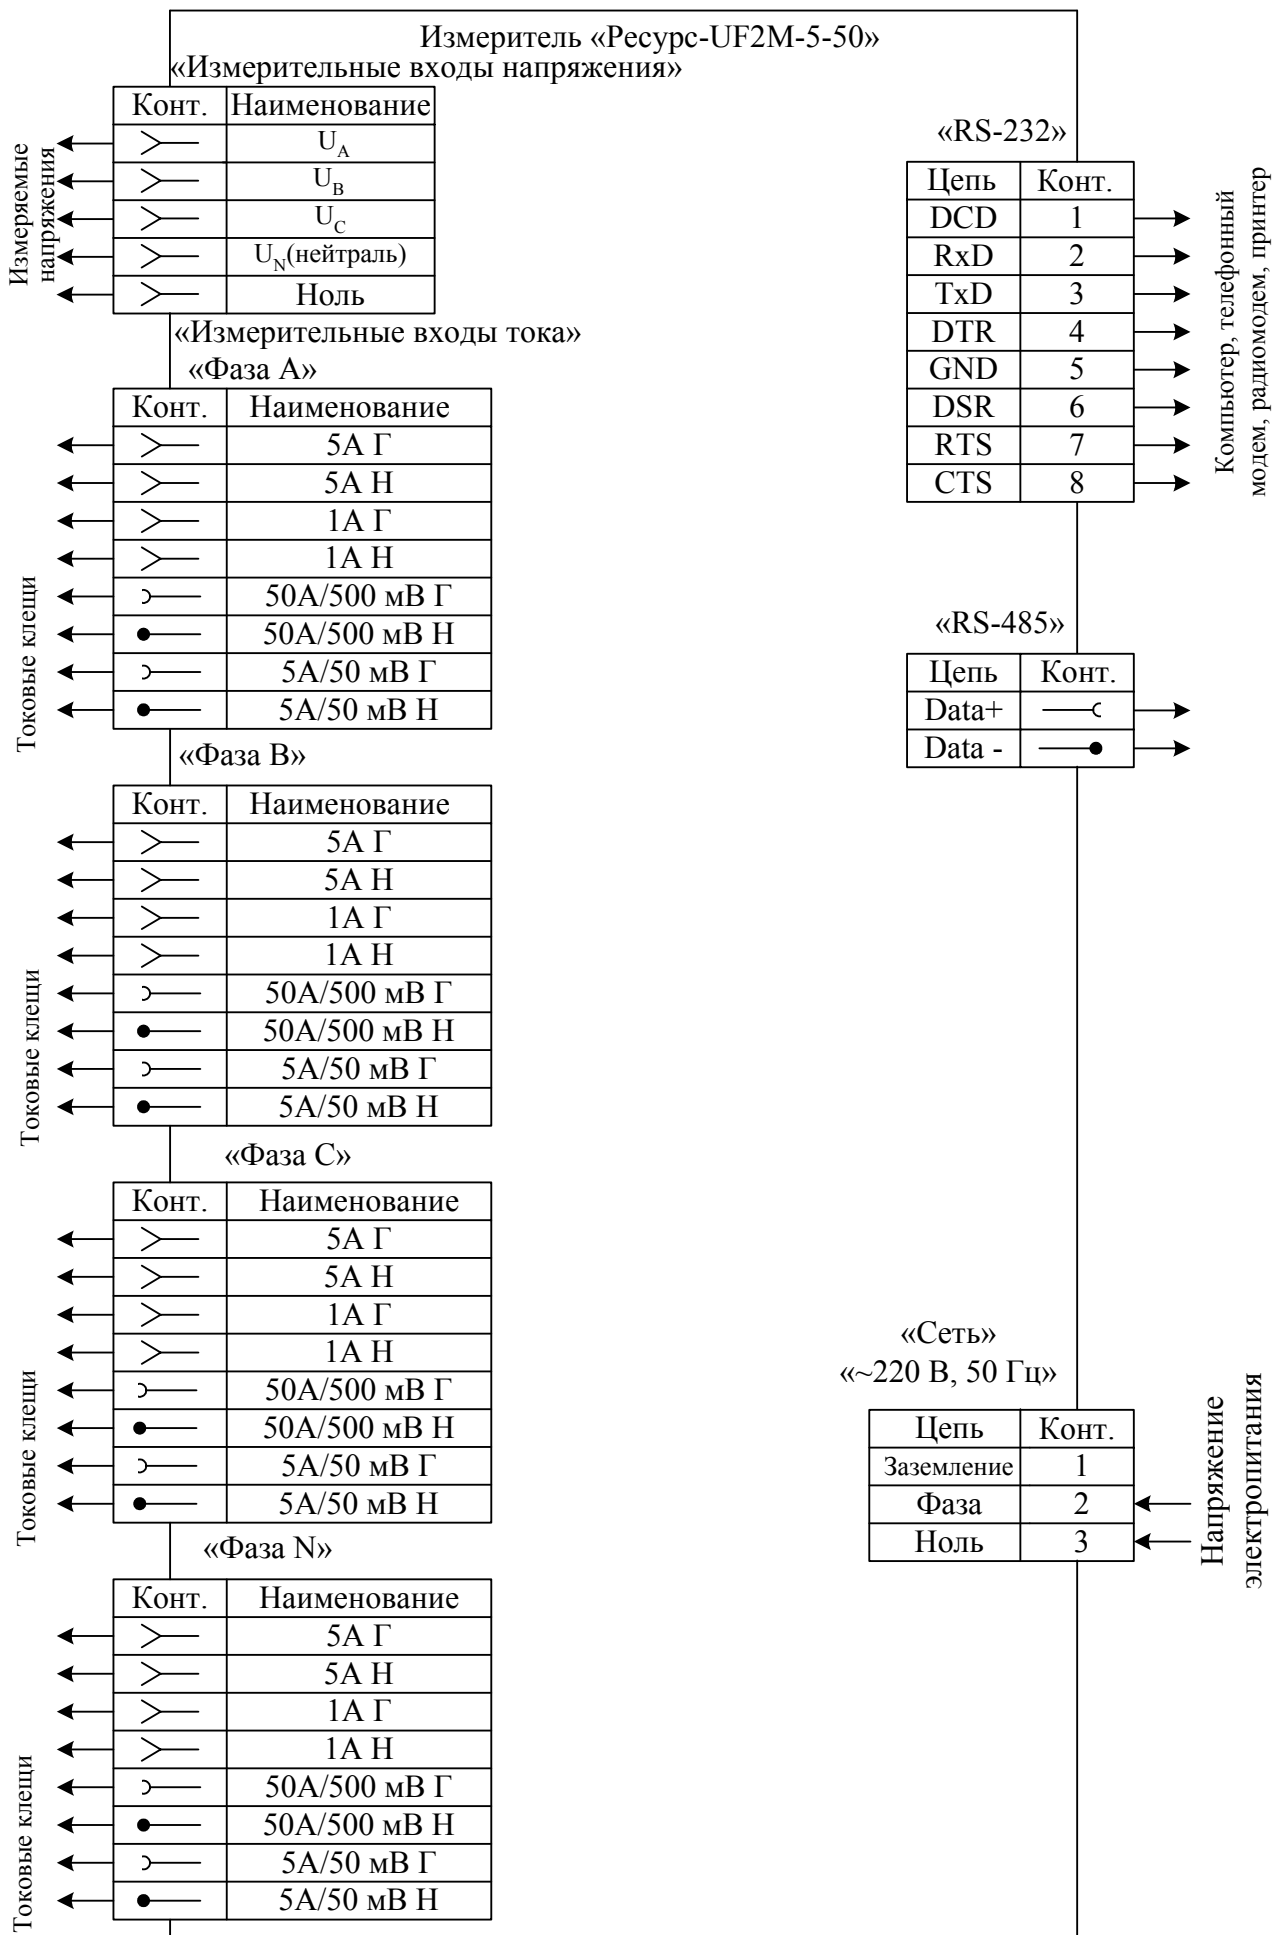 Измеритель «Ресурс-UF2M-5-50»
«Измерительные входы напряжения»
Конт. Наименование
U_A
U_B
U_C
U_N(нейтраль)
Ноль
Измеряемые
напряжения
«Измерительные входы тока»
«Фаза А»
Конт. Наименование
5А Г
5А Н
1А Г
1А Н
50А/500 мВ Г
50А/500 мВ Н
5А/50 мВ Г
5А/50 мВ Н
Токовые клещи
«Фаза В»
Конт. Наименование
5А Г
5А Н
1А Г
1А Н
50А/500 мВ Г
50А/500 мВ Н
5А/50 мВ Г
5А/50 мВ Н
Токовые клещи
«Фаза С»
Конт. Наименование
5А Г
5А Н
1А Г
1А Н
50А/500 мВ Г
50А/500 мВ Н
5А/50 мВ Г
5А/50 мВ Н
Токовые клещи
«Фаза N»
Конт. Наименование
5А Г
5А Н
1А Г
1А Н
50А/500 мВ Г
50А/500 мВ Н
5А/50 мВ Г
5А/50 мВ Н
Токовые клещи
«RS-232»
Цепь Конт.
DCD 1
RxD 2
TxD 3
DTR 4
GND 5
DSR 6
RTS 7
CTS 8
Компьютер, телефонный
модем, радиомодем, принтер
«RS-485»
Цепь Конт.
Data+
Data -
«Сеть»
«~220 В, 50 Гц»
Цепь Конт.
Заземление 1
Фаза 2
Ноль 3
Напряжение
электропитания